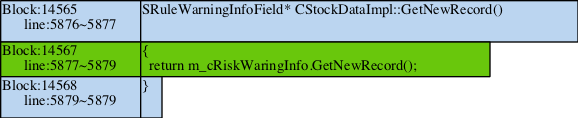 Block:14565 SRuleWarningInfoField* CStockDataImpl::GetNewRecord()
line:5876~5877
Block:14567 {
line:5877~5879 return m_cRiskWaringInfo.GetNewRecord();
Block:14568 }
line:5879~5879